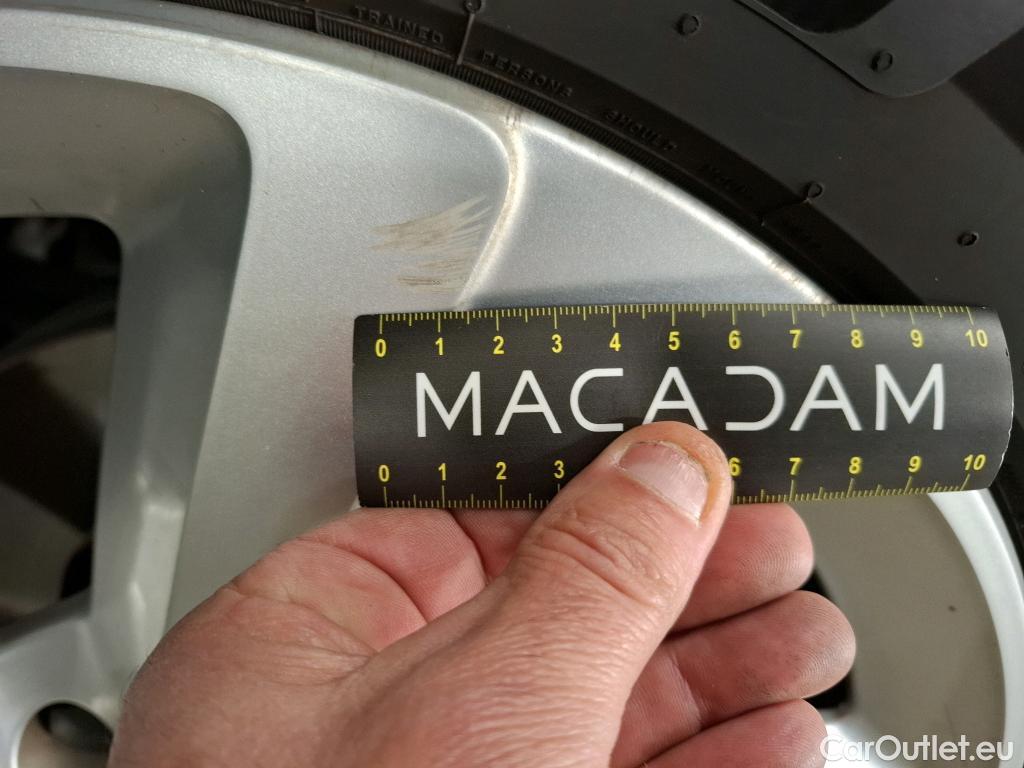 TRAINED
PERSONS
SHOULD
0 1 2 3 4 5 6 7 8 9 10
MACADAM
0 1 2 3 6 7 8 9 10
CarOutlet.eu